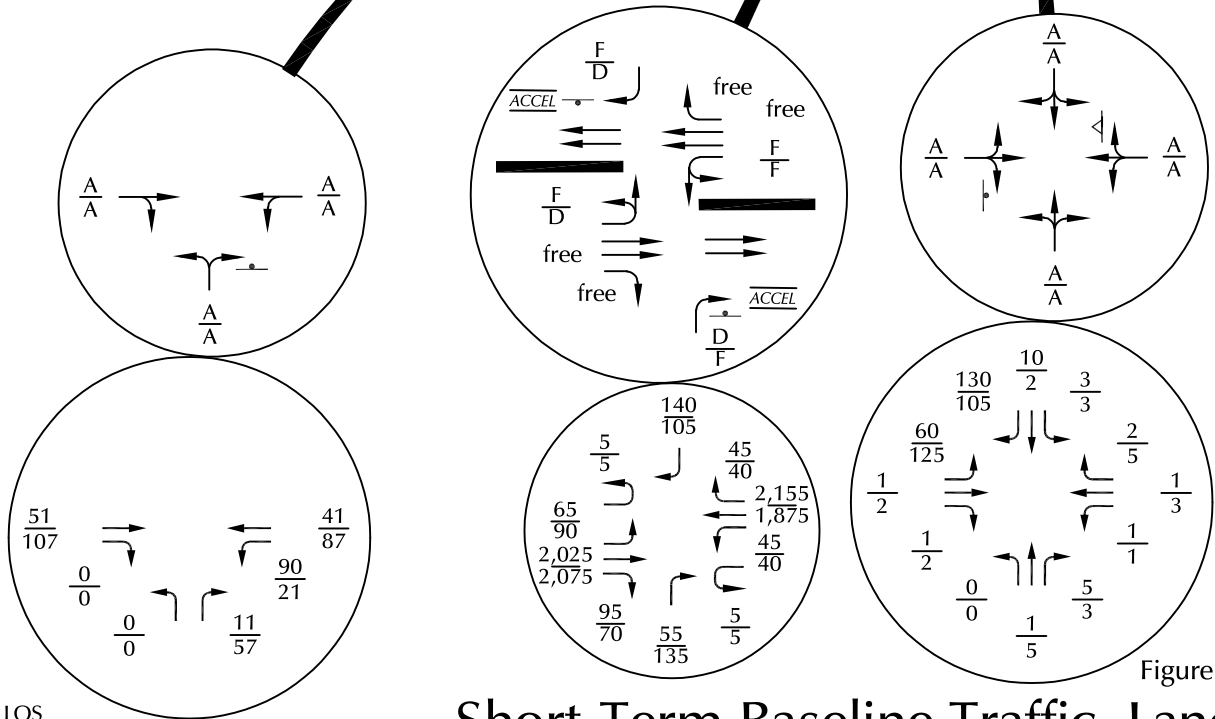 A
A
A
A
A
A
F
D
ACCEL
free
free
F
F
F
D
free
free
ACCEL
D
F
A
A
A
A
A
A
A
A
51
107
0
0
0
0
11
57
90
21
41
87
140
105
5
5
45
40
2,155
1,875
65
90
45
40
2,025
2,075
95
70
55
135
5
5
10
2
130
105
3
3
60
125
2
5
1
2
1
3
1
2
1
1
0
0
5
3
1
5
Figure
LOS
Short Term Baseline Traffic, Lan